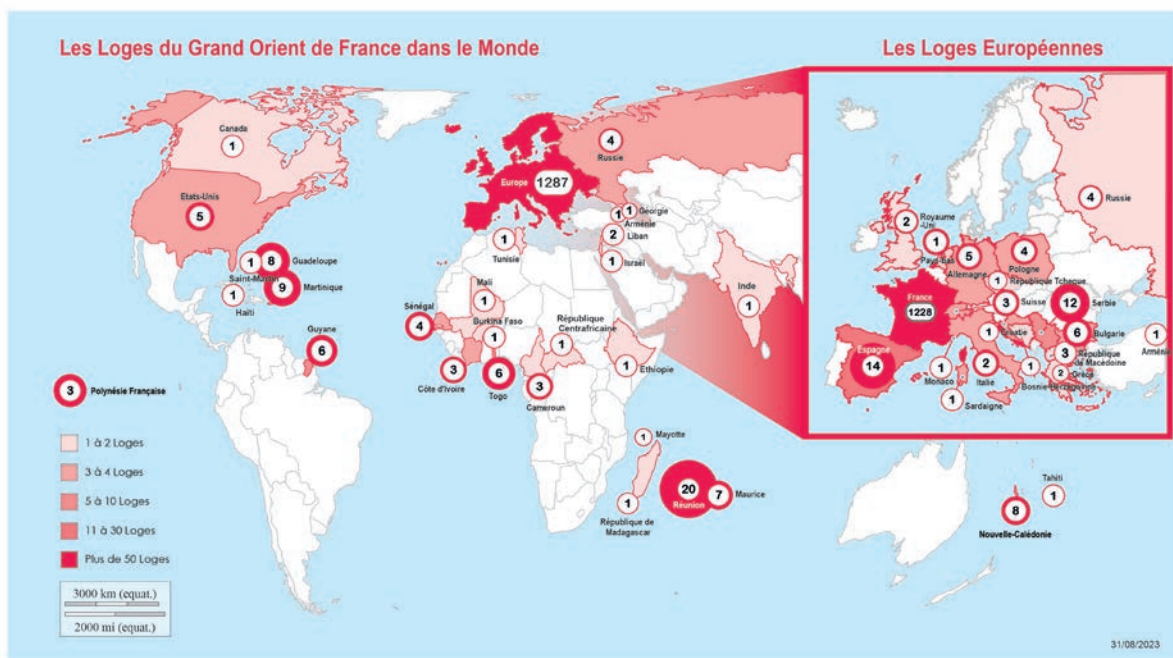 Les Loges du Grand Orient de France dans le Monde
Les Loges Européennes
Canada
1
Etats-Unis
5
1
8
Guadeloupe
Saint-Martin
9
Martinique
1
Haïti
Guyane
6
3
Polynésie Française
1 à 2 Loges
3 à 4 Loges
5 à 10 Loges
11 à 30 Loges
Plus de 50 Loges
3000 km (equat.)
2000 mi (equat.)
Europe
1287
4
Russie
1
1
Géorgie
Arménie
2
Liban
1
Israël
1
Tunisie
Mali
1
Sénégal
4
Burkina Faso
1
République
Centrafricaine
1
3
Côte d'Ivoire
6
Togo
3
Cameroun
1
Ethiopie
Inde
1
1
Mayotte
20
Réunion
7
Maurice
1
République de
Madagascar
Tahiti
1
8
Nouvelle-Calédonie
4
Russie
2
Royaume
-Uni
1
Pays-Bas
5
Allemagne
4
Pologne
1
République Tcheque
France
1228
3
Suisse
12
Serbie
1
Croatie
6
Bulgarie
1
Arménie
Espagne
14
3
République
de Macédoine
1
Monaco
2
Italie
1
Bosnie-Herzégovine
2
Grèce
1
Sardaigne
31/08/2023